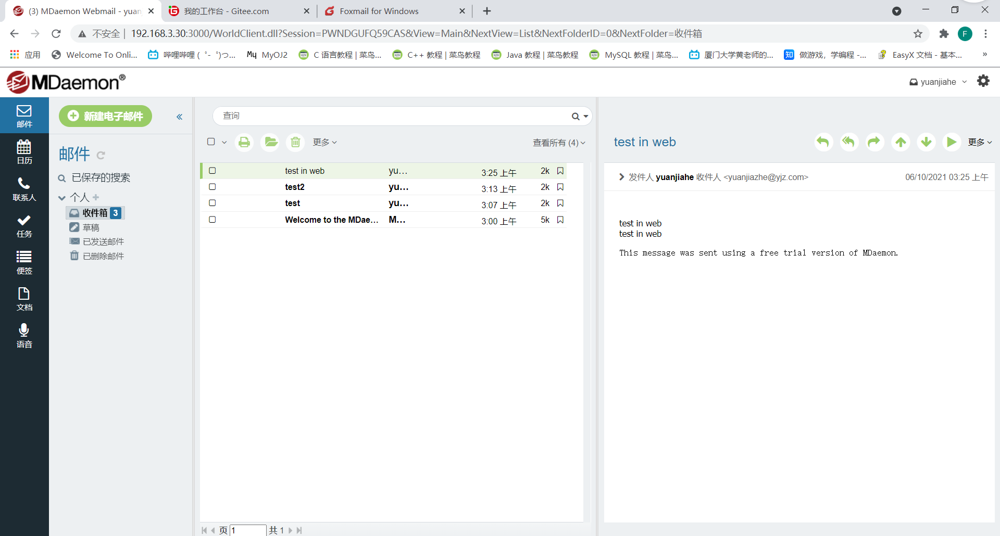 (3) MDaemon Webmail - yuan
我的工作台 - Gitee.com
Foxmail for Windows
不安全 | 192.168.3.30:3000/WorldClient.dll?Session=PWNDGUFQ59CAS&View=Main&NextView=List&NextFolderID=0&NextFolder=收件箱
F
应用
Welcome To Onli...
哔哩哔哩 ( ゜- ゜)つ...
My MyOJ2
C 语言教程 | 菜鸟...
C++ 教程 | 菜鸟教程
Java 教程 | 菜鸟教程
MySQL 教程 | 菜鸟...
厦门大学黄老师的...
知 做游戏，学编程 -...
EasyX 文档 - 基本...
»
MDaemon®
yuanjiahe
邮件
日历
联系人
任务
便签
文档
语音
新建电子邮件
«
邮件
已保存的搜索
个人
收件箱 3
草稿
已发送邮件
已删除邮件
查询
更多
查看所有 (4)
test in web yu... 3:25 上午 2k
test2 yu... 3:13 上午 2k
test yu... 3:07 上午 2k
Welcome to the MDae... M... 3:00 上午 5k
页 1 共 1
test in web
更多
发件人 yuanjiahe 收件人 <yuanjiazhe@yjz.com>
06/10/2021 03:25 上午
test in web
test in web
This message was sent using a free trial version of MDaemon.